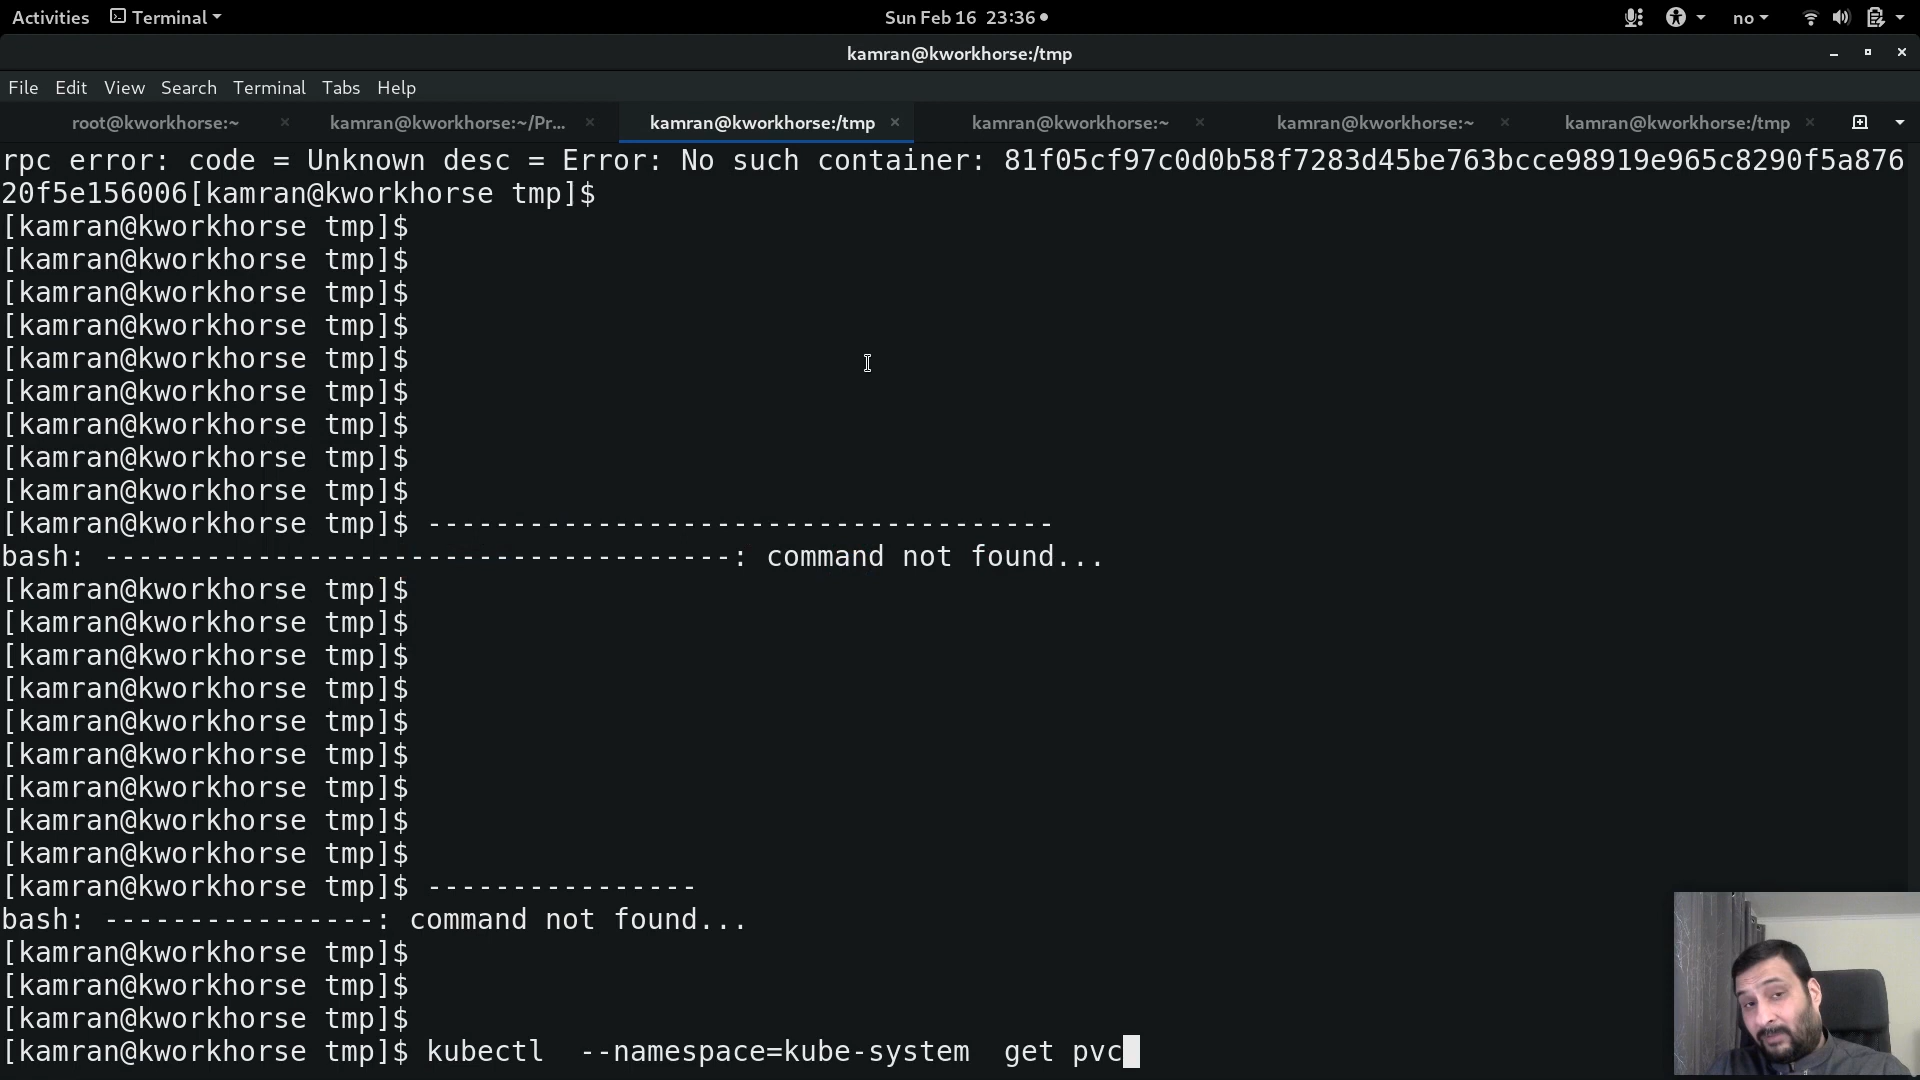 Activities Terminal Sun Feb 16 23:36 no
kamran@kworkhorse:/tmp
File Edit View Search Terminal Tabs Help
root@kworkhorse:~ kamran@kworkhorse:~/Pr... kamran@kworkhorse:/tmp kamran@kworkhorse:~ kamran@kworkhorse:~ kamran@kworkhorse:/tmp
rpc error: code = Unknown desc = Error: No such container: 81f05cf97c0d0b58f7283d45be763bcce98919e965c8290f5a876
20f5e156006[kamran@kworkhorse tmp]$
[kamran@kworkhorse tmp]$
[kamran@kworkhorse tmp]$
[kamran@kworkhorse tmp]$
[kamran@kworkhorse tmp]$
[kamran@kworkhorse tmp]$
[kamran@kworkhorse tmp]$
[kamran@kworkhorse tmp]$
[kamran@kworkhorse tmp]$
[kamran@kworkhorse tmp]$
[kamran@kworkhorse tmp]$ -------------------------------------
bash: -------------------------------------: command not found...
[kamran@kworkhorse tmp]$
[kamran@kworkhorse tmp]$
[kamran@kworkhorse tmp]$
[kamran@kworkhorse tmp]$
[kamran@kworkhorse tmp]$
[kamran@kworkhorse tmp]$
[kamran@kworkhorse tmp]$
[kamran@kworkhorse tmp]$
[kamran@kworkhorse tmp]$
[kamran@kworkhorse tmp]$ ----------------
bash: ----------------: command not found...
[kamran@kworkhorse tmp]$
[kamran@kworkhorse tmp]$
[kamran@kworkhorse tmp]$
[kamran@kworkhorse tmp]$ kubectl  --namespace=kube-system  get pvc